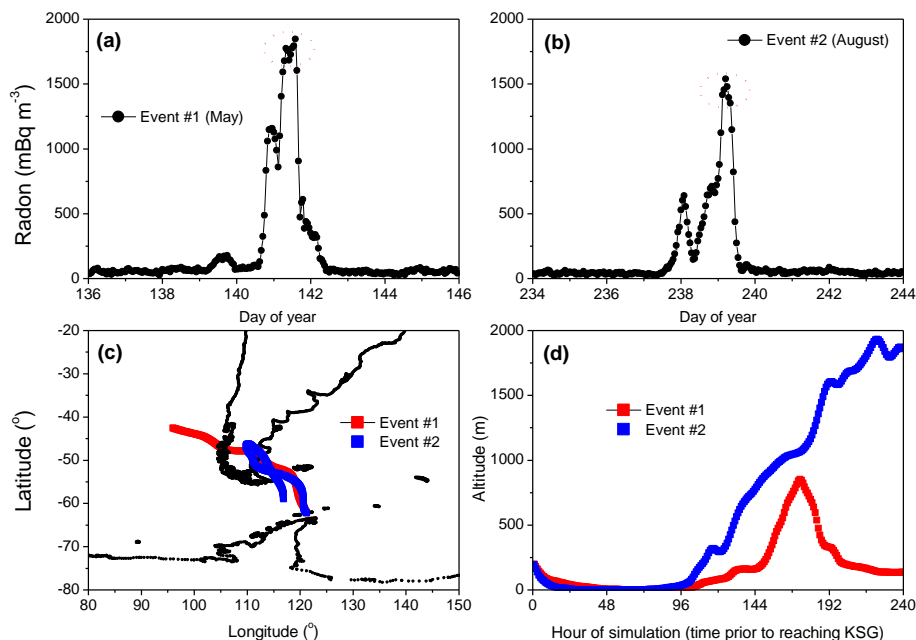 (a)
Event #1 (May)
Radon (mBq m-3)
2000
1500
1000
500
0
136 138 140 142 144 146
Day of year
(b)
Event #2 (August)
2000
1500
1000
500
0
234 236 238 240 242 244
Day of year
(c)
Event #1
Event #2
Latitude (o)
-20
-30
-40
-50
-60
-70
-80
80 90 100 110 120 130 140 150
Longitude (o)
(d)
Event #1
Event #2
Altitude (m)
2000
1500
1000
500
0
0 48 96 144 192 240
Hour of simulation (time prior to reaching KSG)